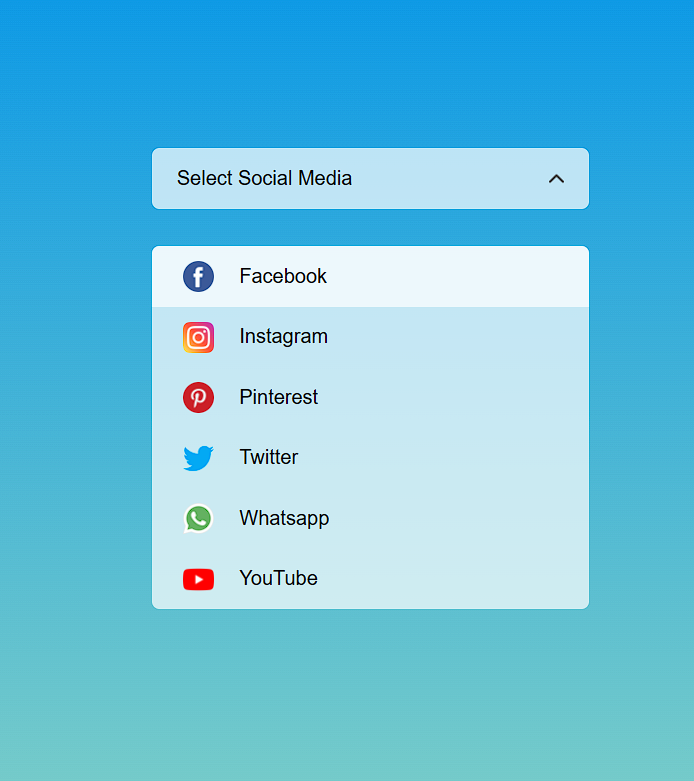 Select Social Media
Facebook
Instagram
Pinterest
Twitter
Whatsapp
YouTube